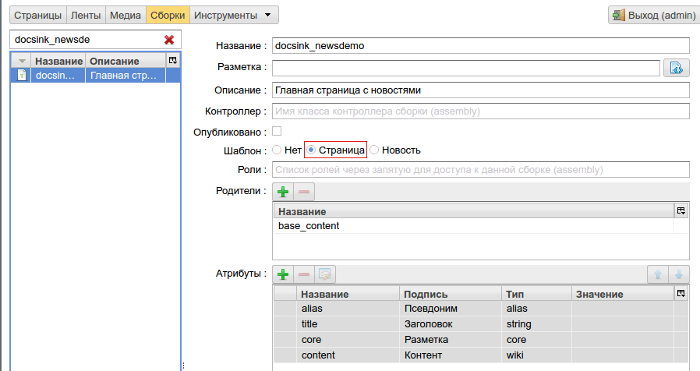 Страницы Ленты Медиа Сборки Инструменты Выход (admin)
docsink_newsde
Название Описание
docsin... Главная стр...
Название : docsink_newsdemo
Разметка :
Описание : Главная страница с новостями
Контроллер : Имя класса контроллера сборки (assembly)
Опубликовано :
Шаблон : Нет Страница Новость
Роли : Список ролей через запятую для доступа к данной сборке (assembly)
Родители :
Название
base_content
Атрибуты :
Название Подпись Тип Значение
alias Псевдоним alias
title Заголовок string
core Разметка core
content Контент wiki